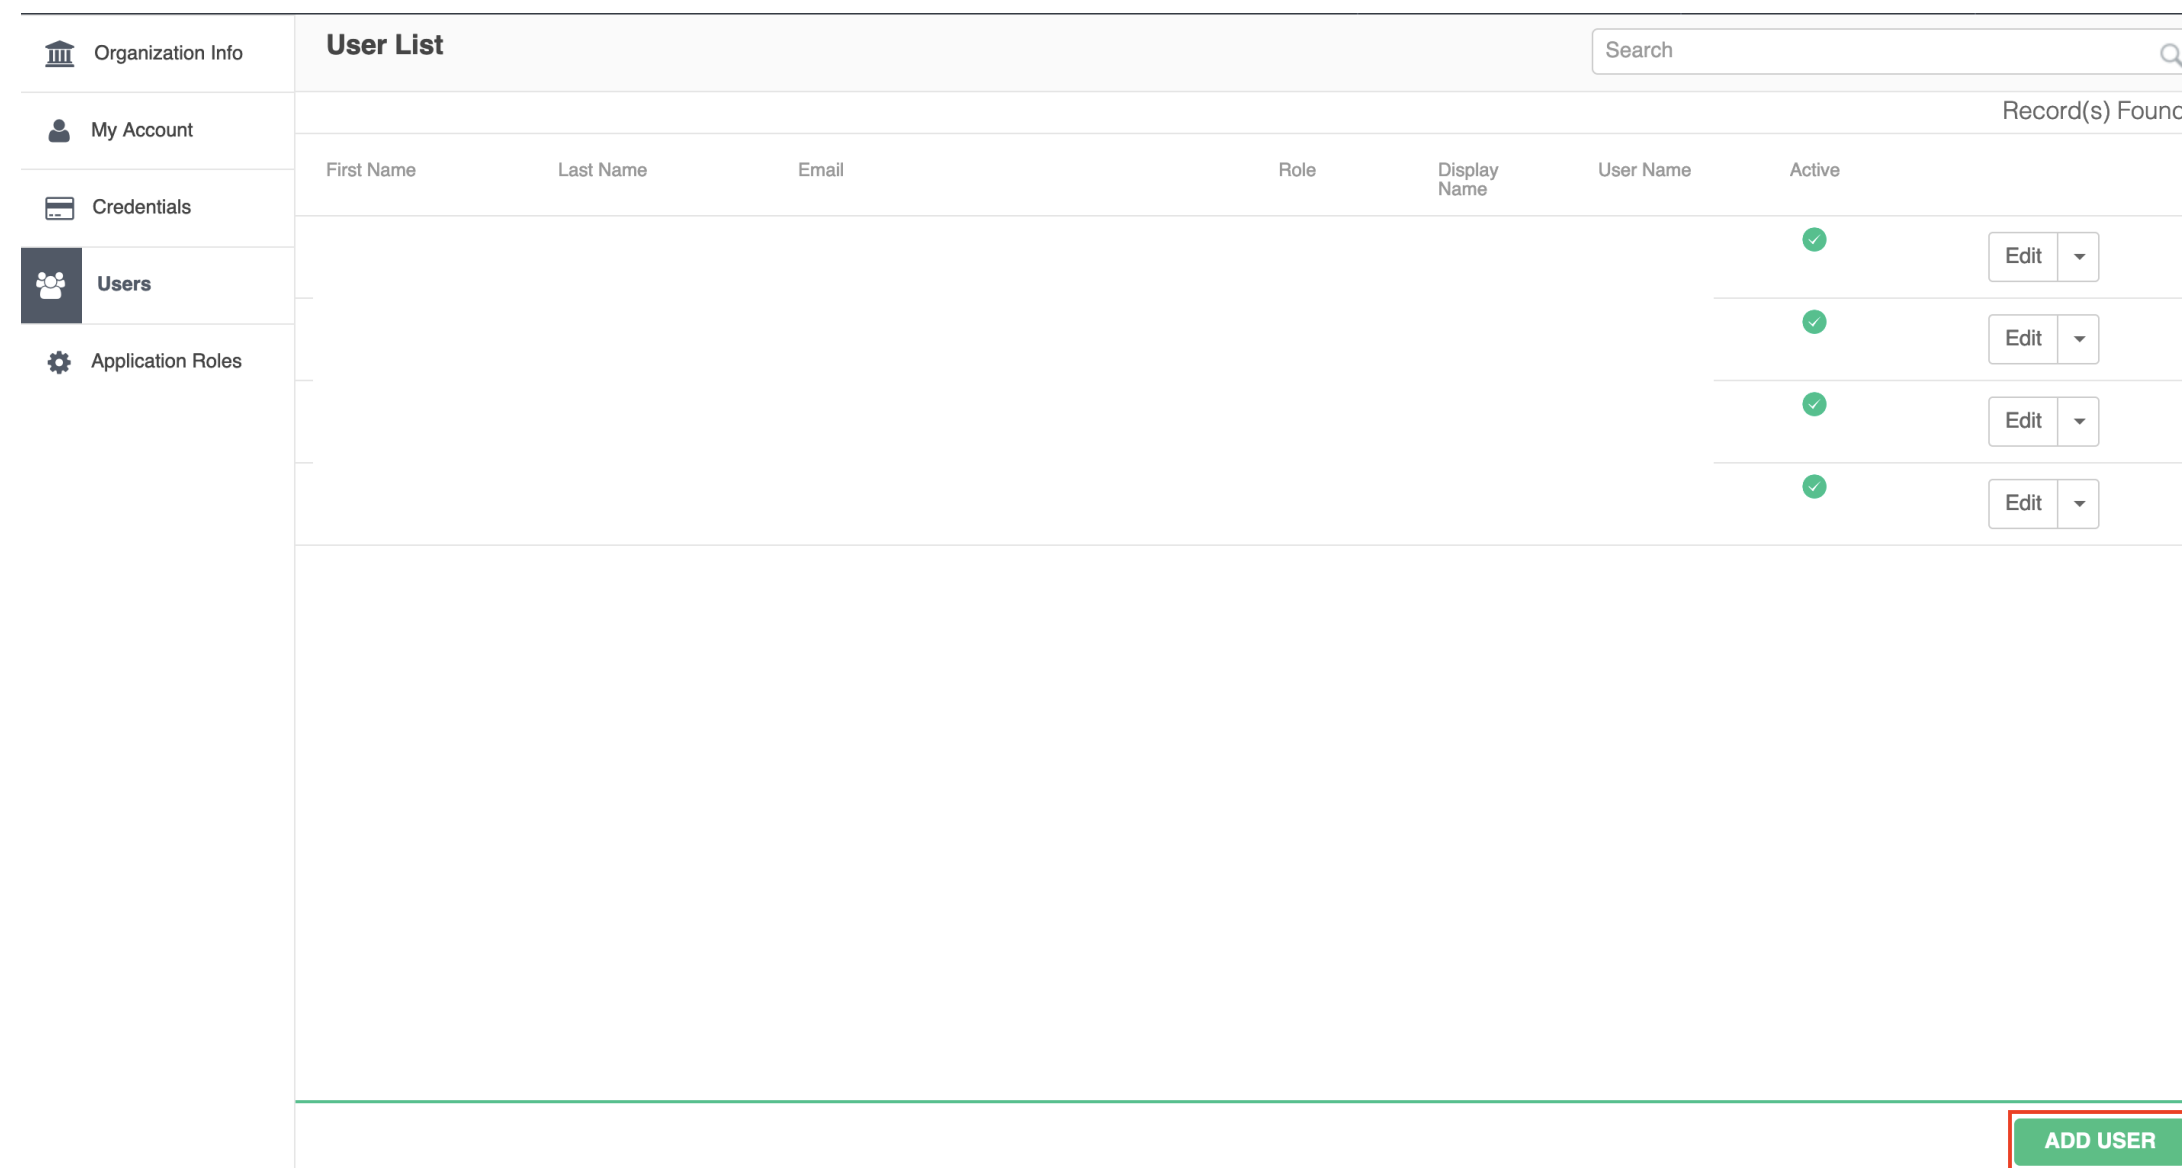 Organization Info
My Account
Credentials
Users
Application Roles
User List
Search
Record(s) Found
First Name
Last Name
Email
Role
Display
Name
User Name
Active
Edit
Edit
Edit
Edit
ADD USER